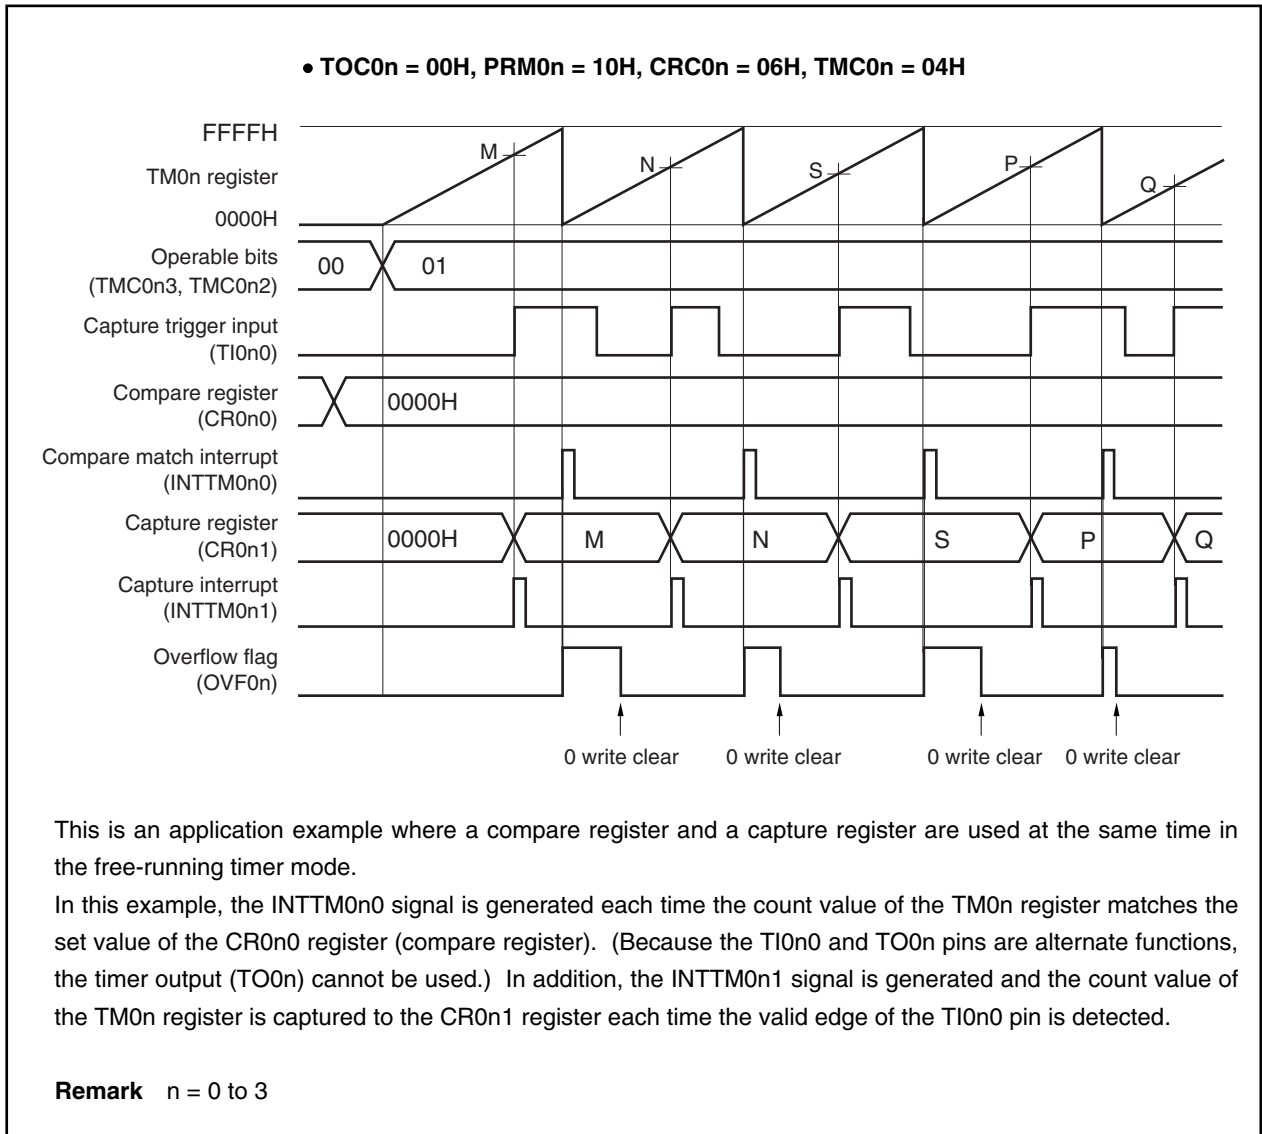 • TOC0n = 00H, PRM0n = 10H, CRC0n = 06H, TMC0n = 04H
FFFFH
TM0n register
0000H
M
N
S
P
Q
Operable bits
(TMC0n3, TMC0n2)
00
01
Capture trigger input
(TI0n0)
Compare register
(CR0n0)
0000H
Compare match interrupt
(INTTM0n0)
Capture register
(CR0n1)
0000H
M
N
S
P
Q
Capture interrupt
(INTTM0n1)
Overflow flag
(OVF0n)
0 write clear
0 write clear
0 write clear
0 write clear
This is an application example where a compare register and a capture register are used at the same time in
the free-running timer mode.
In this example, the INTTM0n0 signal is generated each time the count value of the TM0n register matches the
set value of the CR0n0 register (compare register). (Because the TI0n0 and TO0n pins are alternate functions,
the timer output (TO0n) cannot be used.) In addition, the INTTM0n1 signal is generated and the count value of
the TM0n register is captured to the CR0n1 register each time the valid edge of the TI0n0 pin is detected.
Remark n = 0 to 3